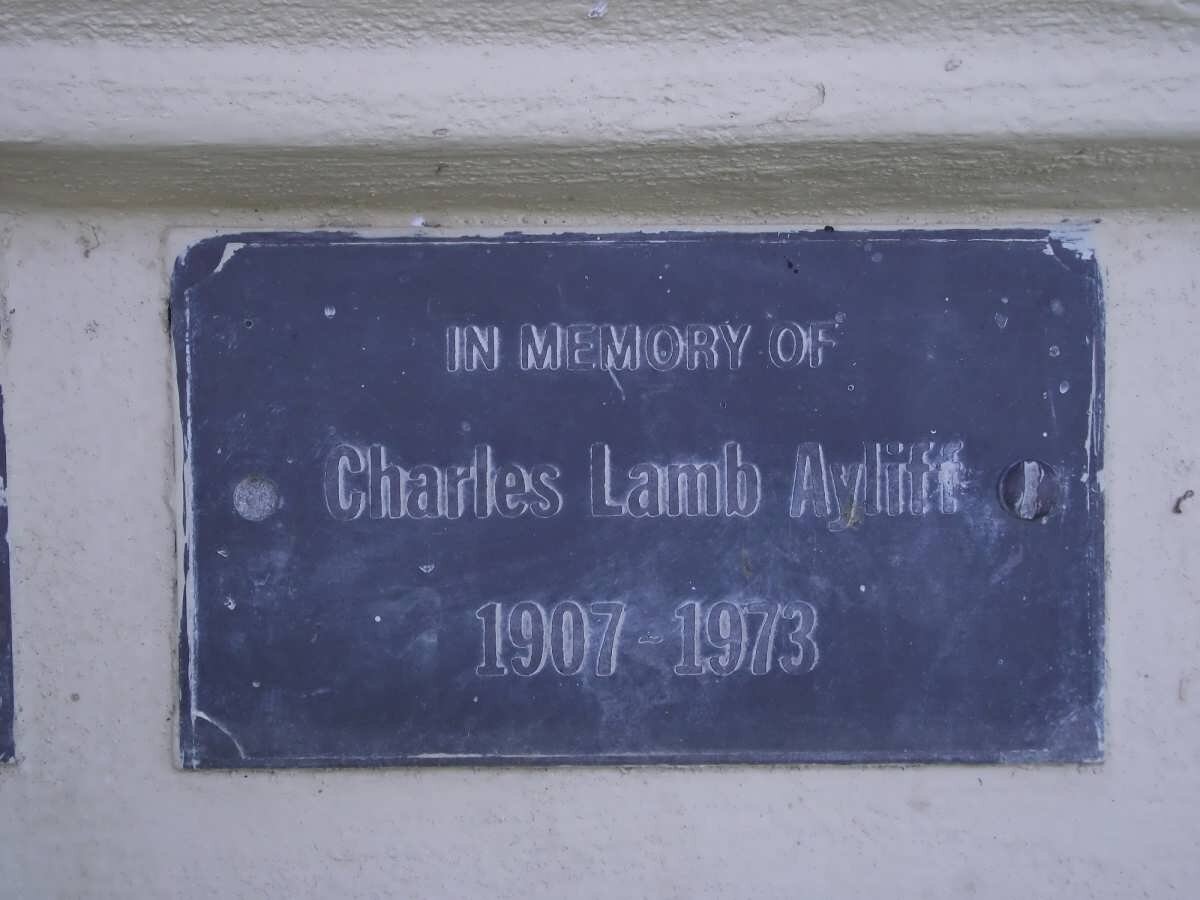 IN MEMORY OF
Charles Lamb Ayliff
1907 - 1973